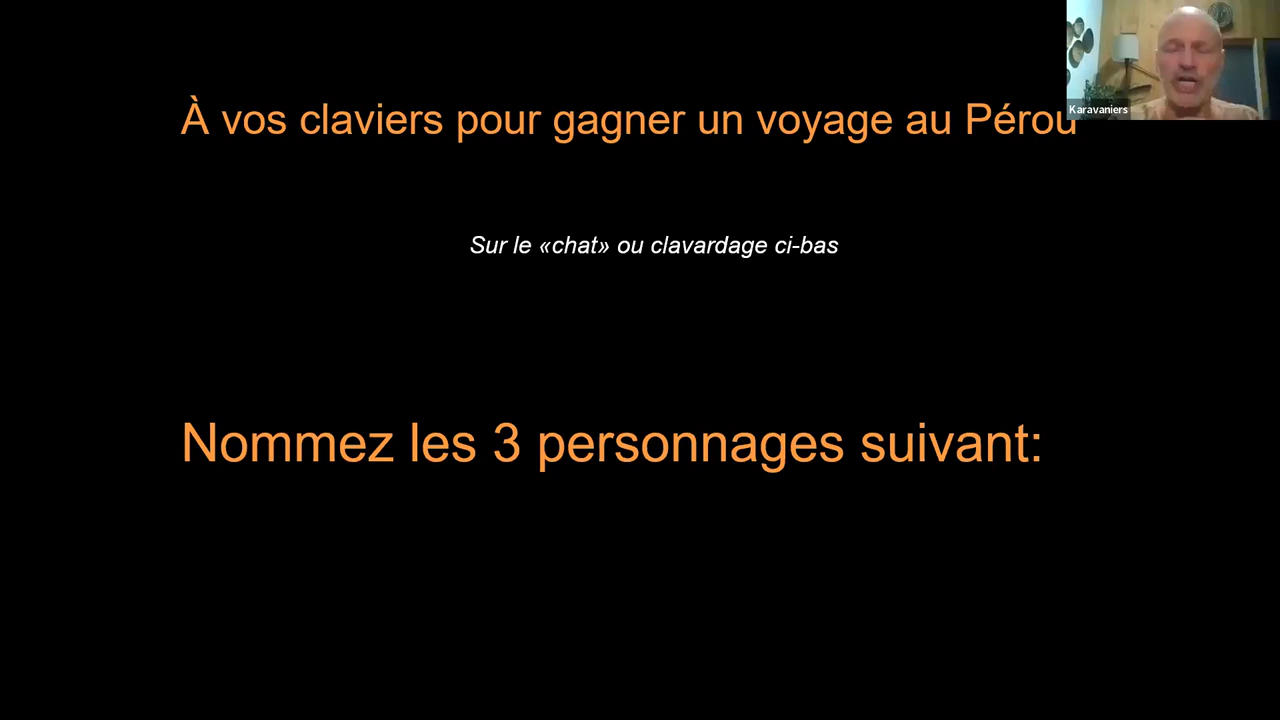 À vos claviers pour gagner un voyage au Pérou
Karavaniers
Sur le «chat» ou clavardage ci-bas
Nommez les 3 personnages suivant: